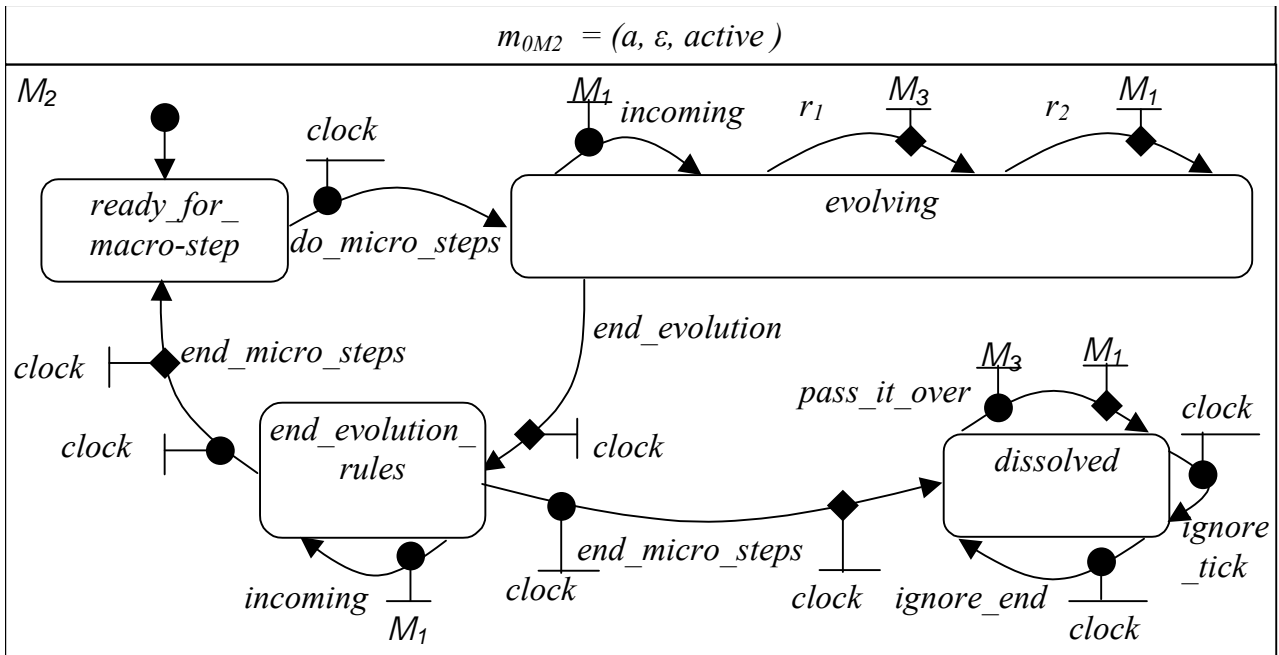 m0M2 = (a, ε, active )
M2
clock
M1
incoming
r1
M3
r2
M1
ready_for_
macro-step
do_micro_steps
evolving
end_evolution
clock
end_micro_steps
clock
end_evolution_
rules
clock
pass_it_over
M3
M1
clock
dissolved
ignore
_tick
incoming
M1
clock
end_micro_steps
clock
ignore_end
clock